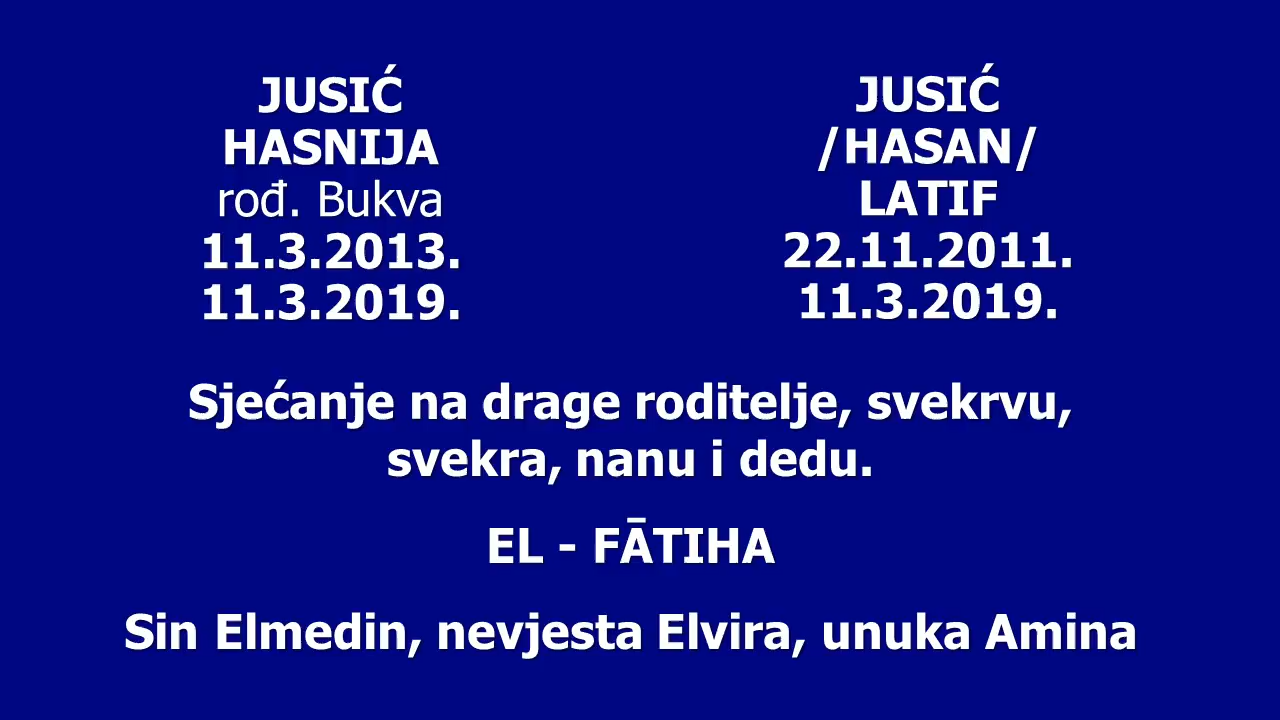 JUSIĆ
HASNIJA
rođ. Bukva
11.3.2013.
11.3.2019.
JUSIĆ
/HASAN/
LATIF
22.11.2011.
11.3.2019.
Sjećanje na drage roditelje, svekrvu,
svekra, nanu i dedu.
EL - FĀTIHA
Sin Elmedin, nevjesta Elvira, unuka Amina